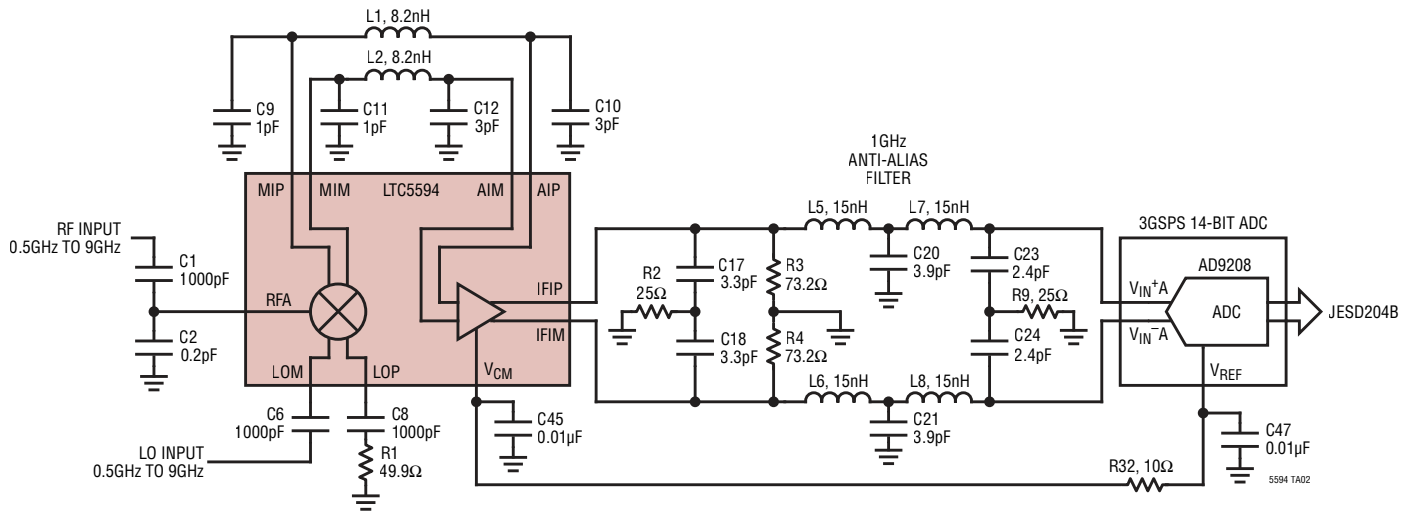 L1, 8.2nH
L2, 8.2nH
C9
1pF
C11
1pF
C12
3pF
C10
3pF
MIP
MIM
LTC5594
AIM
AIP
1GHz
ANTI-ALIAS
FILTER
RF INPUT
0.5GHz TO 9GHz
C1
1000pF
RFA
C2
0.2pF
LOM
LOP
VCM
IFIP
IFIM
C6
1000pF
C8
1000pF
LO INPUT
0.5GHz TO 9GHz
R1
49.9Ω
C45
0.01µF
R2
25Ω
C17
3.3pF
C18
3.3pF
R3
73.2Ω
R4
73.2Ω
L5, 15nH
L7, 15nH
C20
3.9pF
C23
2.4pF
R9, 25Ω
C24
2.4pF
L6, 15nH
L8, 15nH
C21
3.9pF
3GSPS 14-BIT ADC
AD9208
VIN+A
ADC
VIN–A
VREF
JESD204B
C47
0.01µF
R32, 10Ω
5594 TA02